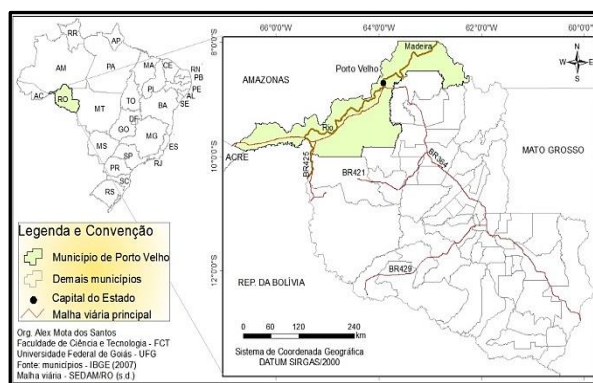 RR
AP
AM
PA
MA
CE
RN
PB
PE
AL
SE
PI
AC
RO
TO
BA
MT
DF
GO
MG
ES
MS
SP
RJ
PR
SC
RS
Legenda e Convenção
Município de Porto Velho
Demais municípios
Capital do Estado
Malha viária principal
Org. Alex Mota dos Santos
Faculdade de Ciência e Tecnologia - FCT
Universidade Federal de Goiás - UFG
Fonte: municípios - IBGE (2007)
Malha viária - SEDAM/RO (s.d.)
66°0'0"W
64°0'0"W
62°0'0"W
60°0'0"W
8°0'0"S
10°0'0"S
12°0'0"S
N
W
E
S
Madeira
Porto Velho
AMAZONAS
Rio
ACRE
MATO GROSSO
BR425
BR421
BR364
BR429
REP. DA BOLÍVIA
0 60 120 240
km
Sistema de Coordenada Geográfica
DATUM SIRGAS/2000